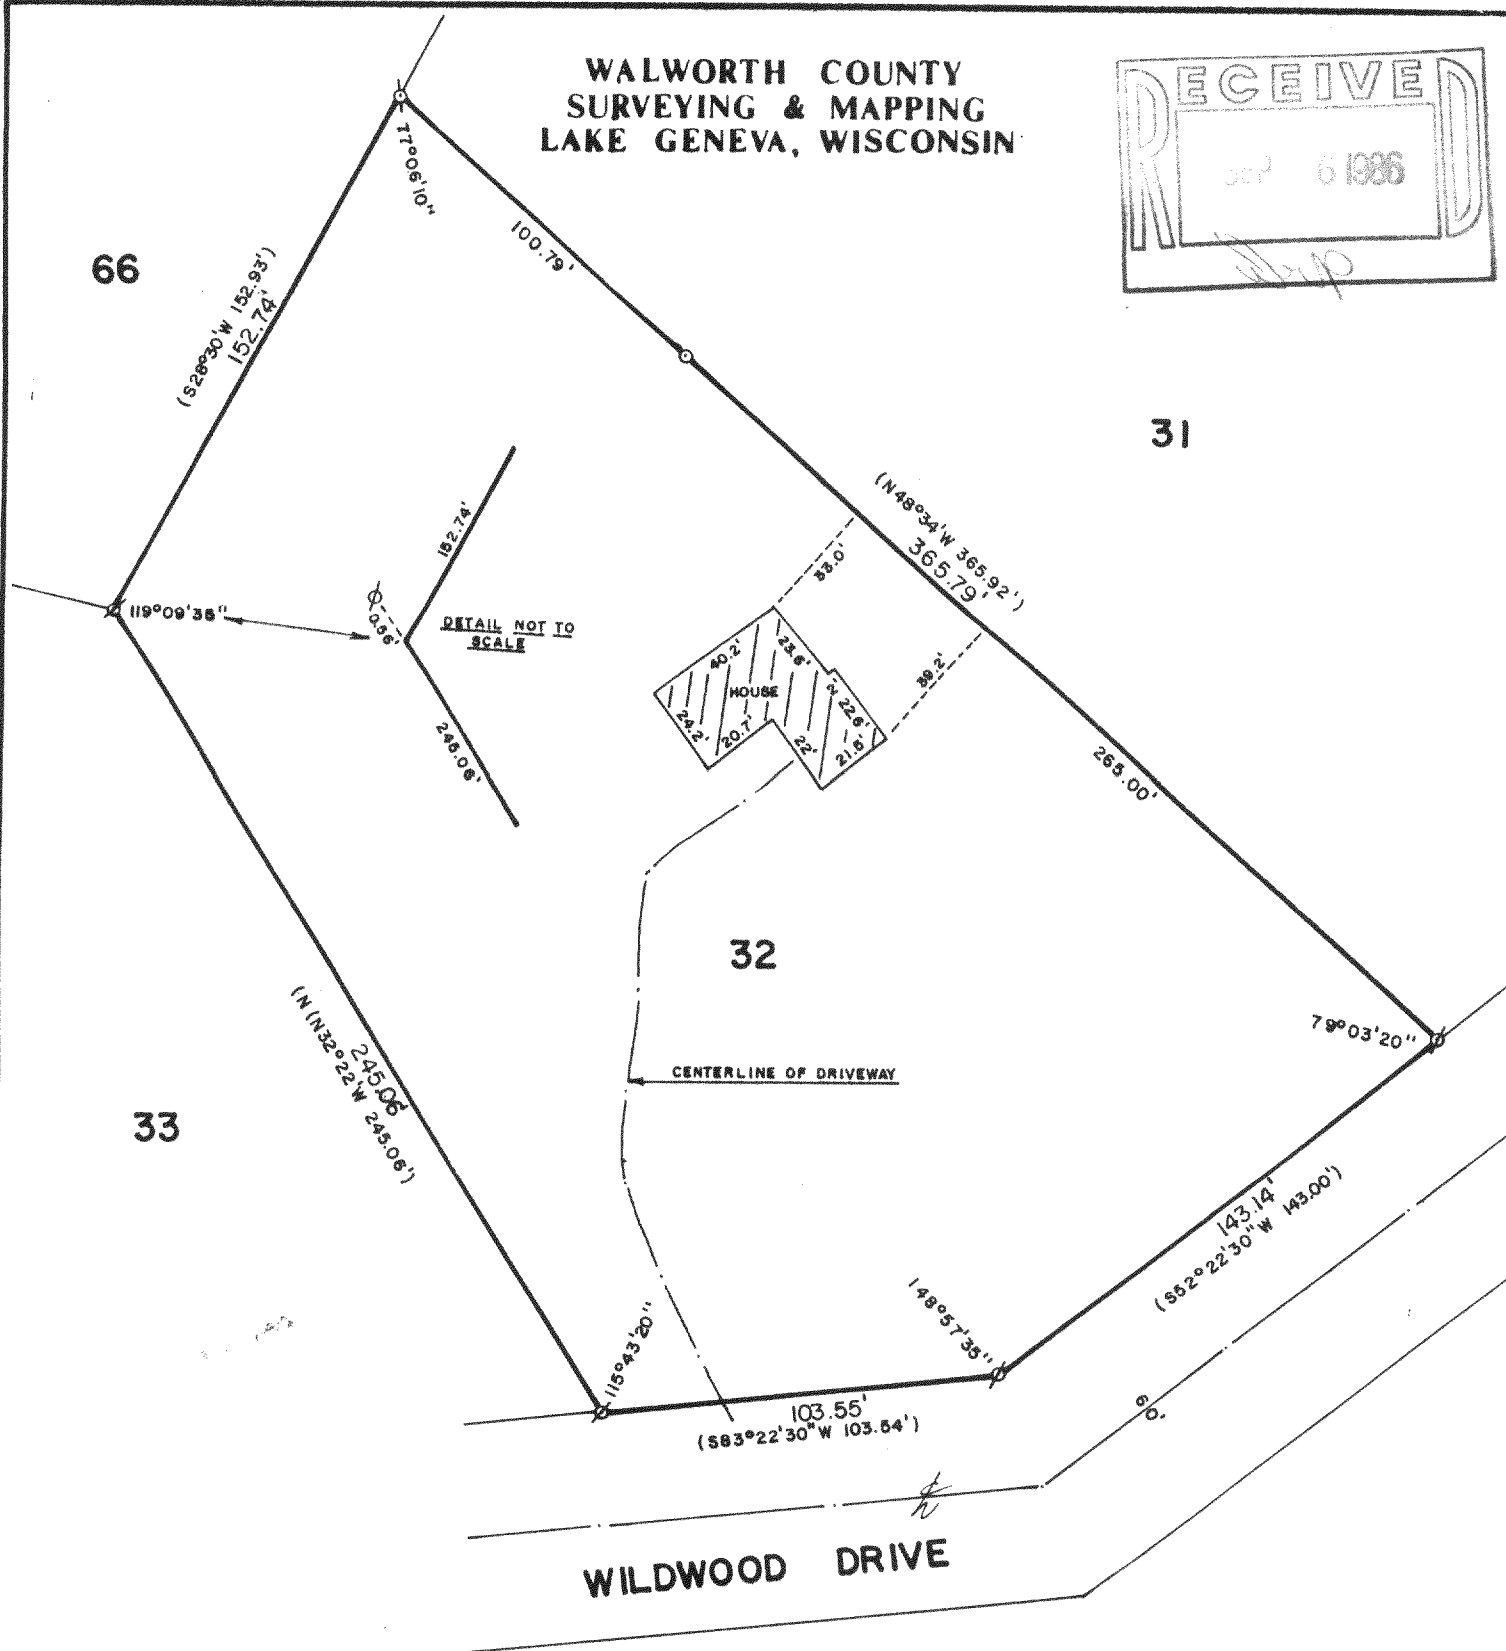 WALWORTH COUNTY
SURVEYING & MAPPING
LAKE GENEVA, WISCONSIN
RECEIVED
6 1986
77°06'10"
100.79'
66
(S28°30'W 152.93')
152.74'
31
(N48°34'W 365.92')
365.79'
152.74'
33.0'
119°09'35"
0.56'
DETAIL NOT TO
SCALE
40.2'
23.6'
39.2'
HOUSE
2
22.6'
24.2'
20.7'
22'
21.5'
245.06'
265.00'
32
79°03'20"
CENTERLINE OF DRIVEWAY
245.06'
(N (N32°22'W 245.06')
33
143.14'
(S52°22'30"W 143.00')
148°57'35"
115°43'20"
103.55'
(S83°22'30"W 103.54')
60'
WILDWOOD DRIVE